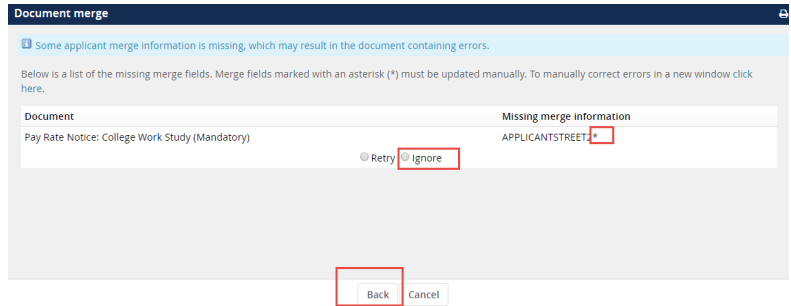 Document merge
Some applicant merge information is missing, which may result in the document containing errors.
Below is a list of the missing merge fields. Merge fields marked with an asterisk (*) must be updated manually. To manually correct errors in a new window click
here.
Document Missing merge information
Pay Rate Notice: College Work Study (Mandatory) APPLICANTSTREET2*
Retry Ignore
Back Cancel